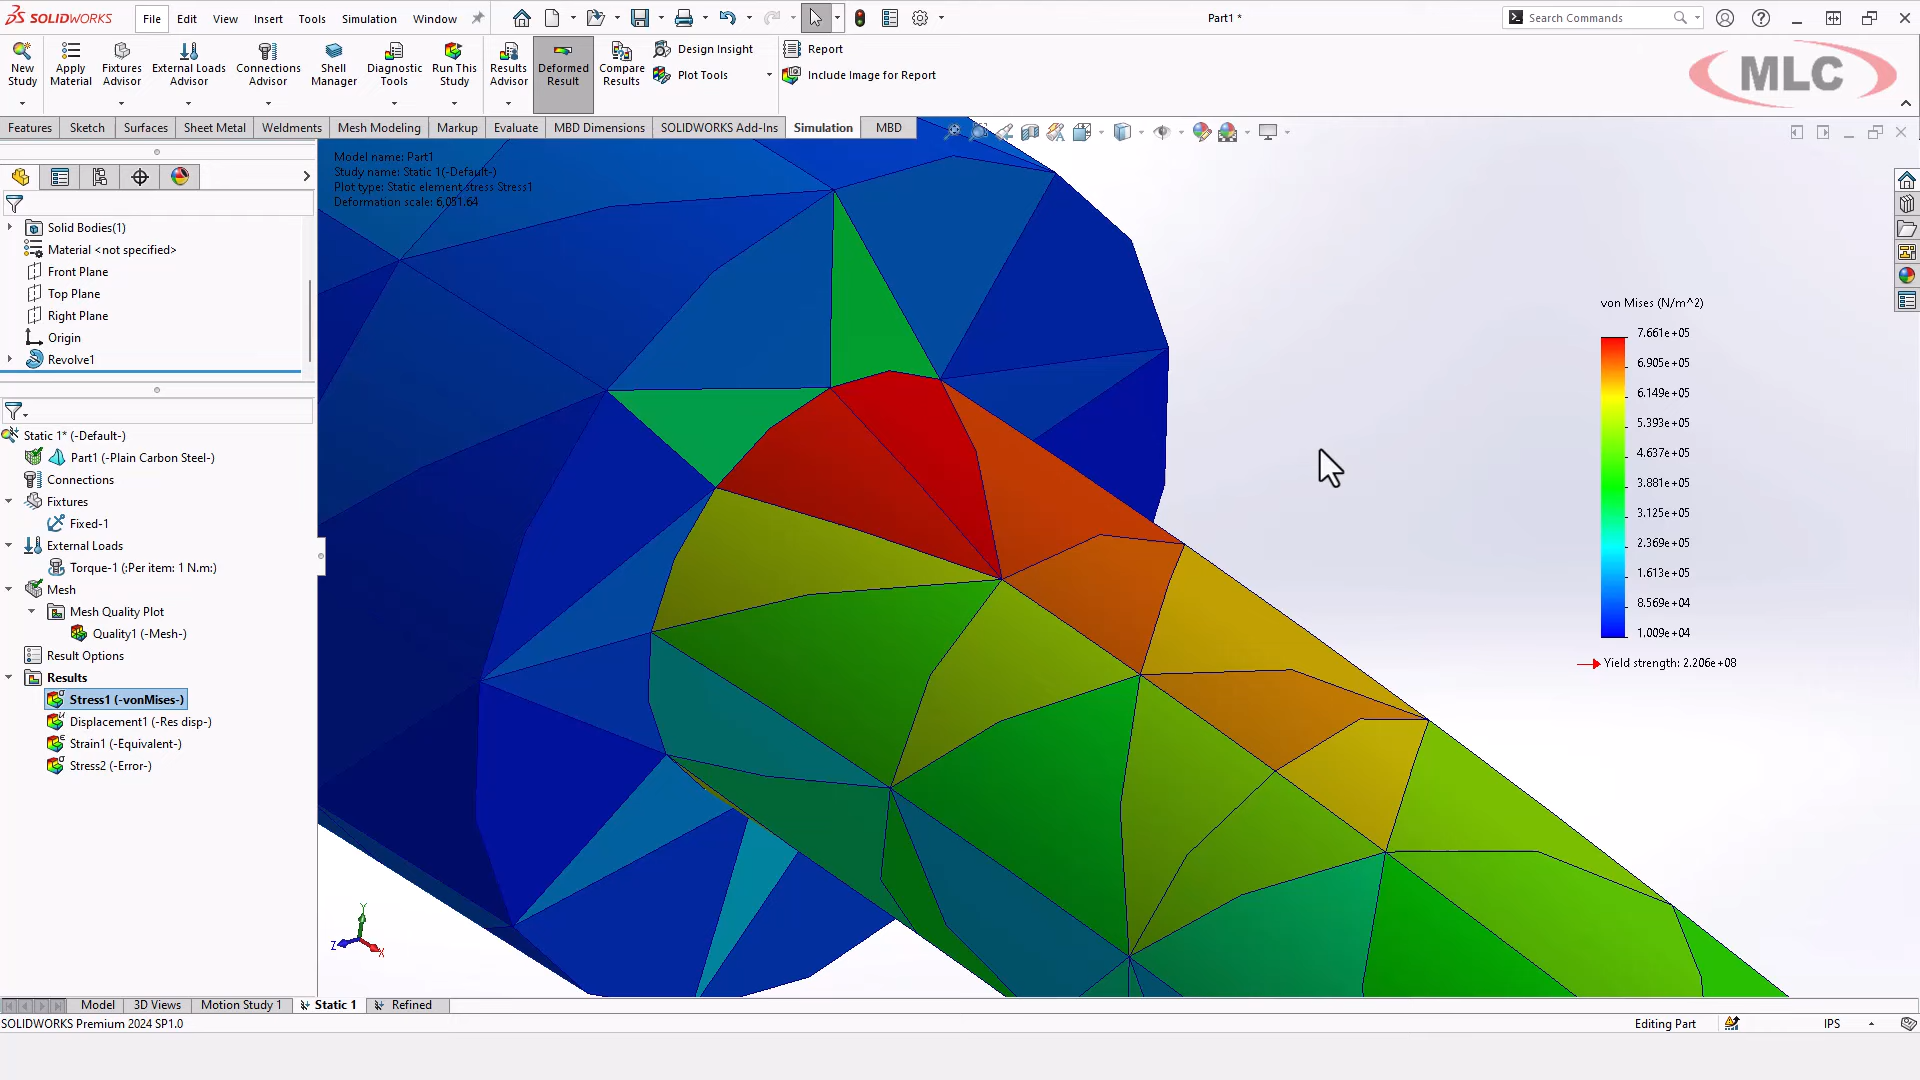 SOLIDWORKS File Edit View Insert Tools Simulation Window Part1 * Search Commands
New Study Apply Material Fixtures Advisor External Loads Advisor Connections Advisor Shell Manager Diagnostic Tools Run This Study Results Advisor Deformed Result Compare Results
Design Insight
Plot Tools
Report
Include Image for Report
MLC
Features Sketch Surfaces Sheet Metal Weldments Mesh Modeling Markup Evaluate MBD Dimensions SOLIDWORKS Add-Ins Simulation MBD
Solid Bodies(1)
Material <not specified>
Front Plane
Top Plane
Right Plane
Origin
Revolve1
Static 1* (-Default-)
Part1 (-Plain Carbon Steel-)
Connections
Fixtures
Fixed-1
External Loads
Torque-1 (:Per item: 1 N.m:)
Mesh
Mesh Quality Plot
Quality1 (-Mesh-)
Result Options
Results
Stress1 (-vonMises-)
Displacement1 (-Res disp-)
Strain1 (-Equivalent-)
Stress2 (-Error-)
Model name: Part1
Study name: Static 1(-Default-)
Plot type: Static element stress Stress1
Deformation scale: 6,051.64
von Mises (N/m^2)
7.661e+05
6.905e+05
6.149e+05
5.393e+05
4.637e+05
3.881e+05
3.125e+05
2.369e+05
1.613e+05
8.569e+04
1.009e+04
Yield strength: 2.206e+08
Y
Z
X
Model 3D Views Motion Study 1 Static 1 Refined
SOLIDWORKS Premium 2024 SP1.0 Editing Part IPS